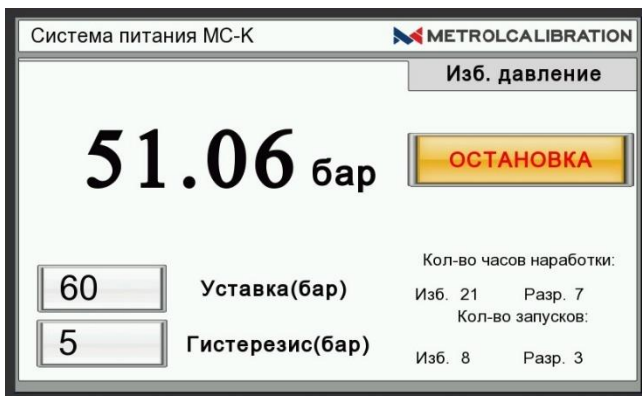 Система питания МС-К
METROLCALIBRATION
Изб. давление
51.06 бар
ОСТАНОВКА
60 Уставка(бар)
5 Гистерезис(бар)
Кол-во часов наработки:
Изб. 21 Разр. 7
Кол-во запусков:
Изб. 8 Разр. 3